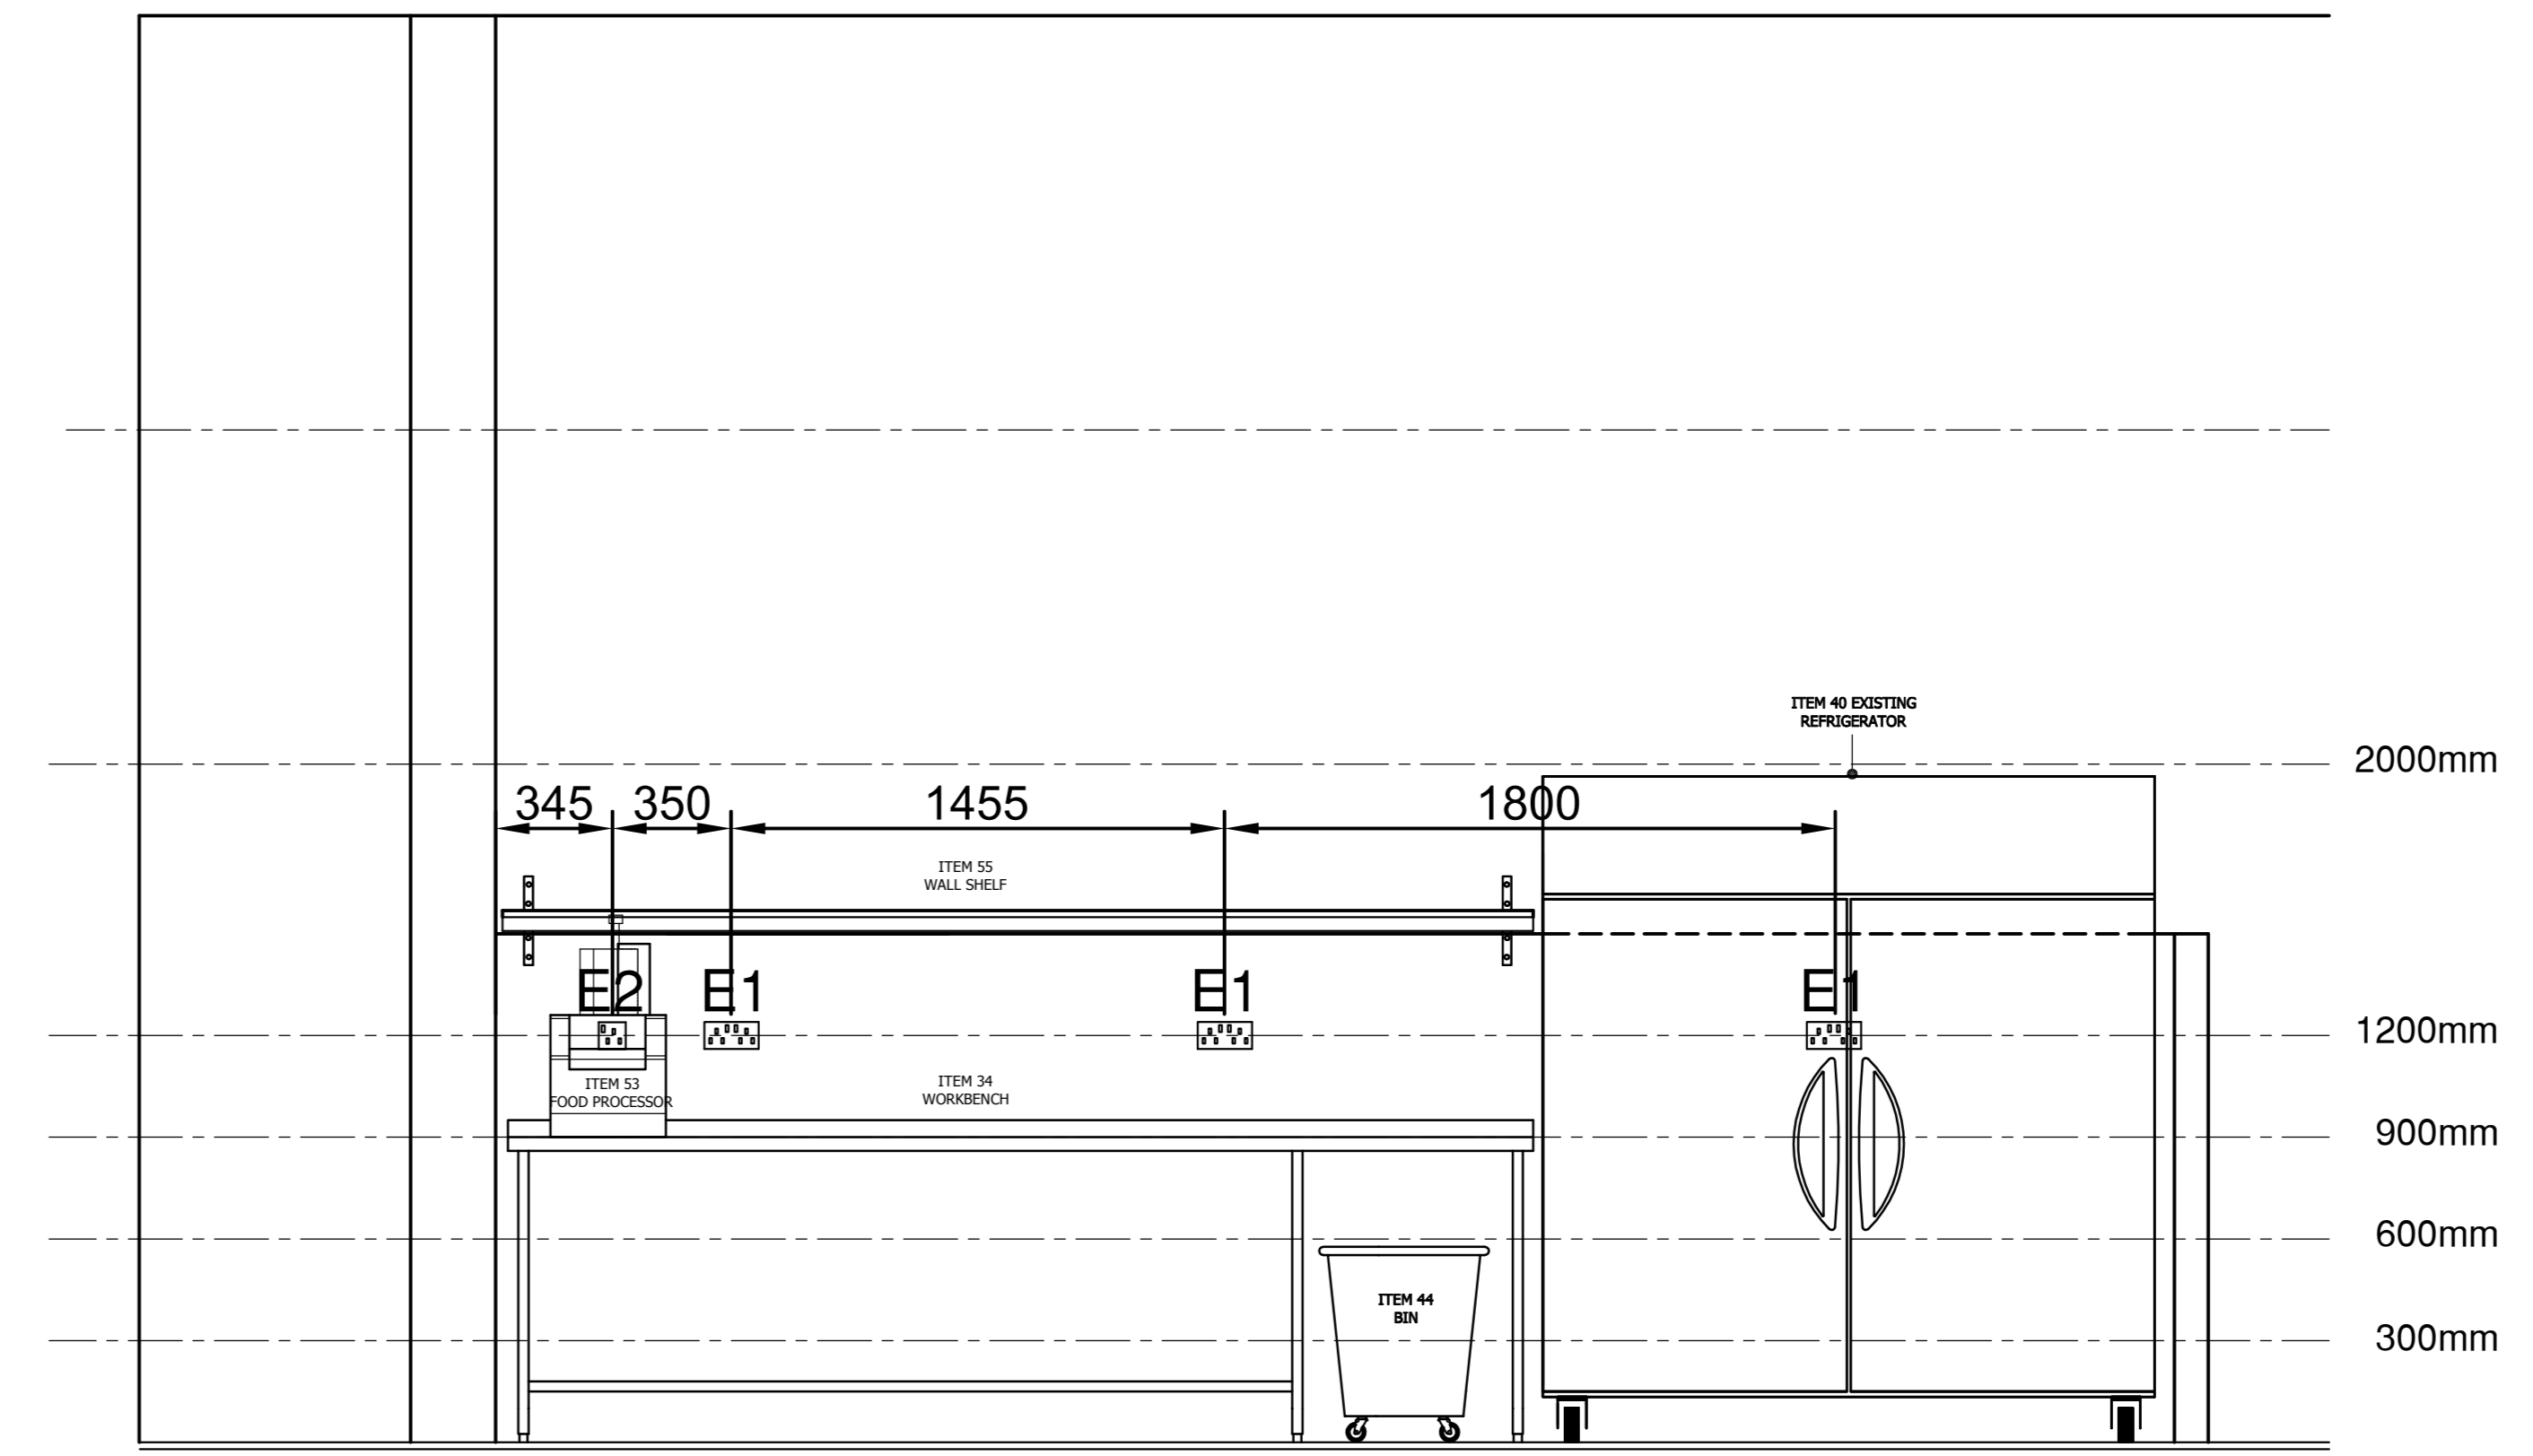 ITEM 40 EXISTING
REFRIGERATOR
2000mm
345 350 1455 1800
ITEM 55
WALL SHELF
E2 E1 E1 E1
1200mm
ITEM 53
FOOD PROCESSOR
ITEM 34
WORKBENCH
900mm
600mm
ITEM 44
BIN
300mm